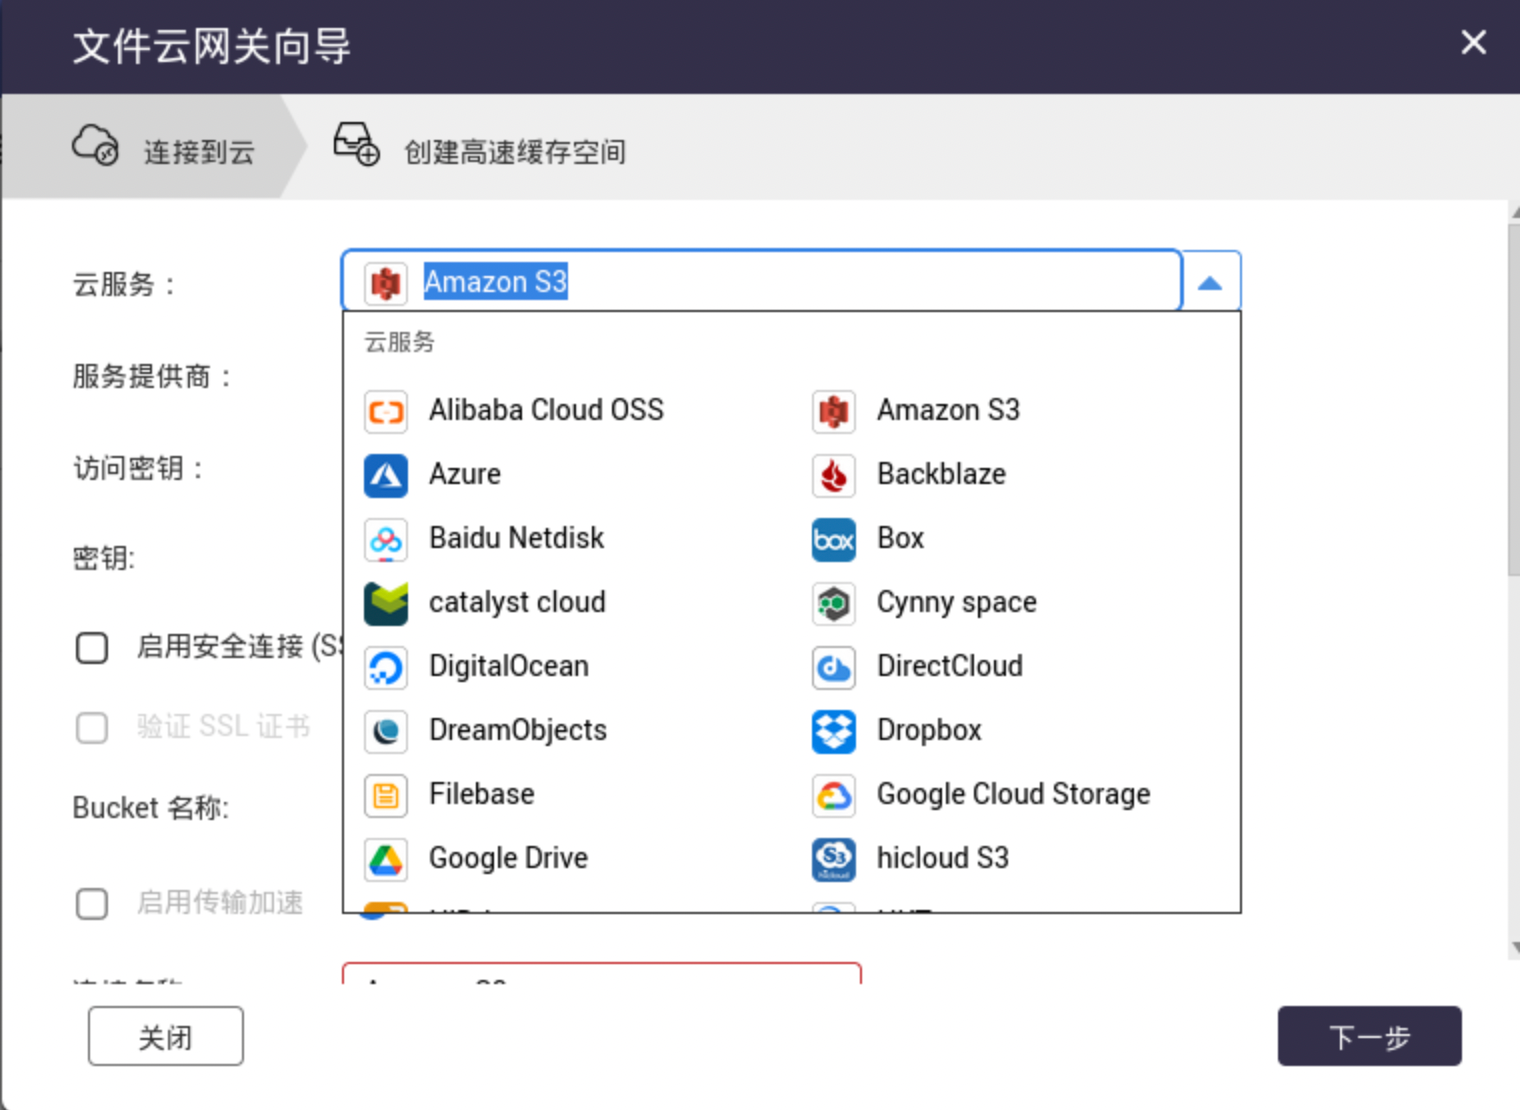 文件云网关向导
连接到云
创建高速缓存空间
云服务：
Amazon S3
云服务
服务提供商：
Alibaba Cloud OSS
Amazon S3
访问密钥：
Azure
Backblaze
密钥:
Baidu Netdisk
box
Box
catalyst cloud
Cynny space
启用安全连接 (SS
DigitalOcean
DirectCloud
验证 SSL 证书
DreamObjects
Dropbox
Bucket 名称:
Filebase
Google Cloud Storage
Google Drive
S3
hicloud
hicloud S3
启用传输加速
关闭
下一步